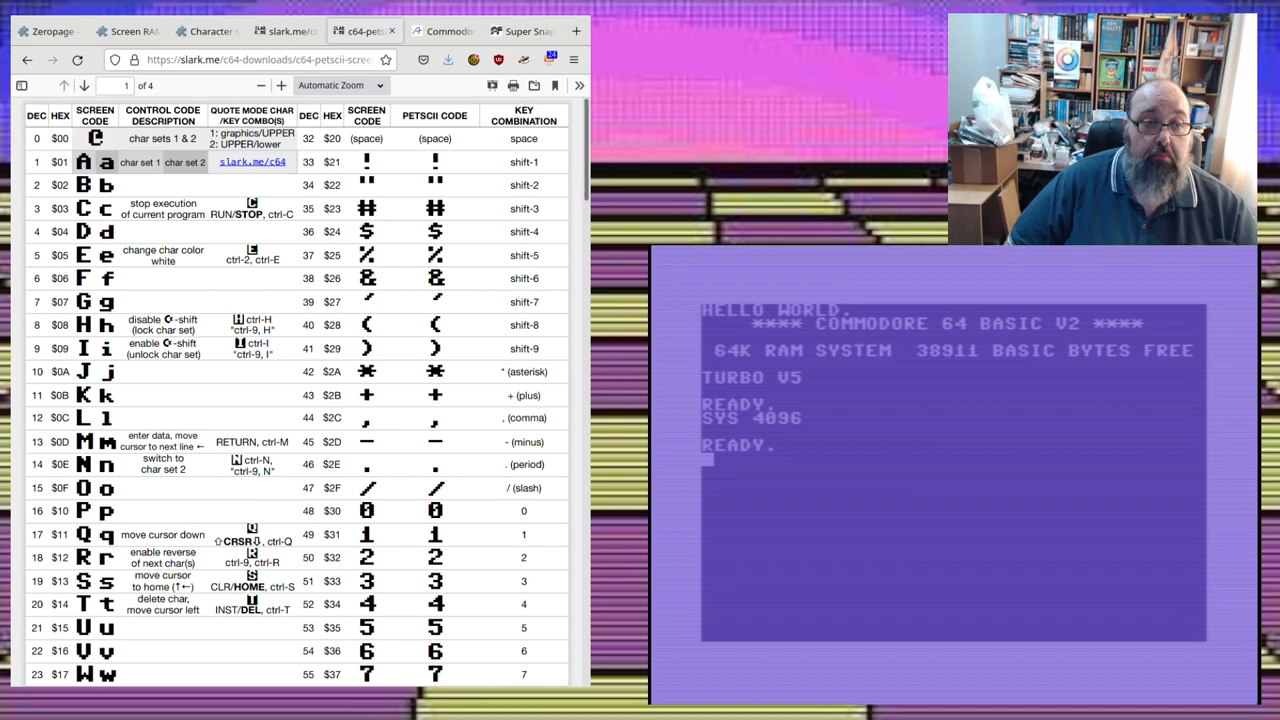 Zeropage
Screen RAM
Character
slark.me/c
c64-pets
Commodo
Super Snap
https://slark.me/c64-downloads/c64-petscii-scree
24
1 of 4
Automatic Zoom
DEC HEX SCREEN CODE CONTROL CODE DESCRIPTION QUOTE MODE CHAR /KEY COMBO(S) DEC HEX SCREEN CODE PETSCII CODE KEY COMBINATION
0 $00 @ char sets 1 & 2 1: graphics/UPPER 2: UPPER/lower 32 $20 (space) (space) space
1 $01 A a char set 1 char set 2 slark.me/c64 33 $21 ! ! shift-1
2 $02 B b 34 $22 " " shift-2
3 $03 C c stop execution of current program C RUN/STOP, ctrl-C 35 $23 # # shift-3
4 $04 D d 36 $24 $ $ shift-4
5 $05 E e change char color white E ctrl-2, ctrl-E 37 $25 % % shift-5
6 $06 F f 38 $26 & & shift-6
7 $07 G g 39 $27 ' ' shift-7
8 $08 H h disable C=-shift (lock char set) H ctrl-H "ctrl-9, H" 40 $28 ( ( shift-8
9 $09 I i enable C=-shift (unlock char set) I ctrl-I "ctrl-9, I" 41 $29 ) ) shift-9
10 $0A J j 42 $2A * * * (asterisk)
11 $0B K k 43 $2B + + + (plus)
12 $0C L l 44 $2C , , , (comma)
13 $0D M m enter data, move cursor to next line ← RETURN, ctrl-M 45 $2D − − - (minus)
14 $0E N n switch to char set 2 N ctrl-N, "ctrl-9, N" 46 $2E . . . (period)
15 $0F O o 47 $2F / / / (slash)
16 $10 P p 48 $30 0 0 0
17 $11 Q q move cursor down Q ⇧CRSR⇩, ctrl-Q 49 $31 1 1 1
18 $12 R r enable reverse of next char(s) R ctrl-9, ctrl-R 50 $32 2 2 2
19 $13 S s move cursor to home (↑←) S CLR/HOME, ctrl-S 51 $33 3 3 3
20 $14 T t delete char, move cursor left T INST/DEL, ctrl-T 52 $34 4 4 4
21 $15 U u 53 $35 5 5 5
22 $16 V v 54 $36 6 6 6
23 $17 W w 55 $37 7 7 7
HELLO WORLD.
**** COMMODORE 64 BASIC V2 ****
64K RAM SYSTEM 38911 BASIC BYTES FREE
TURBO V5
READY.
SYS 4096
READY.